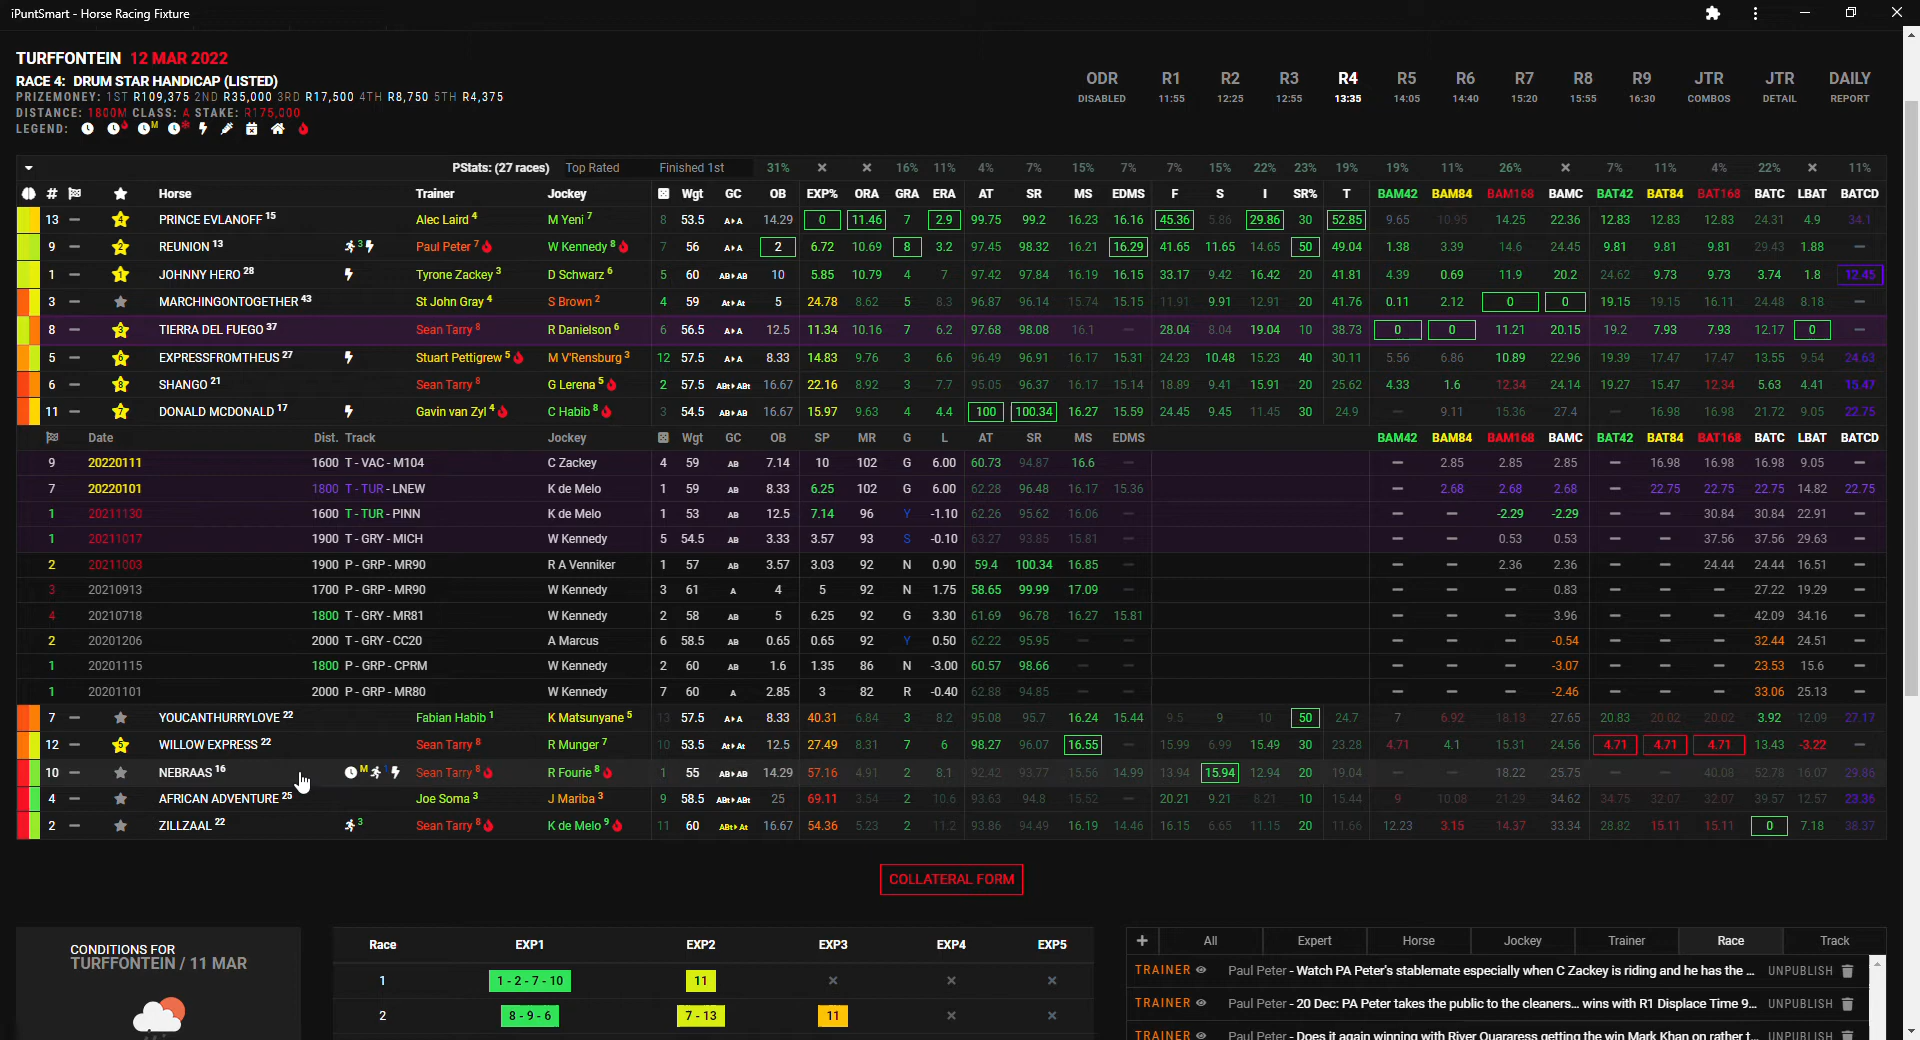 iPuntSmart - Horse Racing Fixture
TURFFONTEIN 12 MAR 2022
RACE 4: DRUM STAR HANDICAP (LISTED)
PRIZEMONEY: 1ST R109,375 2ND R35,000 3RD R17,500 4TH R8,750 5TH R4,375
DISTANCE: 1800M CLASS: A STAKE: R175,000
LEGEND: M
ODR R1 R2 R3 R4 R5 R6 R7 R8 R9 JTR JTR DAILY
DISABLED 11:55 12:25 12:55 13:35 14:05 14:40 15:20 15:55 16:30 COMBOS DETAIL REPORT
PStats: (27 races) Top Rated Finished 1st 31% × × 16% 11% 4% 7% 15% 7% 7% 15% 22% 23% 19% 19% 11% 26% × 7% 11% 4% 22% × 11%
# Horse Trainer Jockey Wgt GC OB EXP% ORA GRA ERA AT SR MS EDMS F S I SR% T BAM42 BAM84 BAM168 BAMC BAT42 BAT84 BAT168 BATC LBAT BATCD
13 — 4 PRINCE EVLANOFF 15 Alec Laird 4 M Yeni 7 8 53.5 A▸A 14.29 0 11.46 7 2.9 99.75 99.2 16.23 16.16 45.36 5.86 29.86 30 52.85 9.65 10.95 14.25 22.36 12.83 12.83 12.83 24.31 4.9 34.1
9 — 2 REUNION 13 3 Paul Peter 7 W Kennedy 8 7 56 A▸A 2 6.72 10.69 8 3.2 97.45 98.32 16.21 16.29 41.65 11.65 14.65 50 49.04 1.38 3.39 14.6 24.45 9.81 9.81 9.81 29.43 1.88 —
1 — 1 JOHNNY HERO 28 Tyrone Zackey 3 D Schwarz 6 5 60 AB▸AB 10 5.85 10.79 4 7 97.42 97.84 16.19 16.15 33.17 9.42 16.42 20 41.81 4.39 0.69 11.9 20.2 24.62 9.73 9.73 3.74 1.8 12.45
3 — MARCHINGONTOGETHER 43 St John Gray 4 S Brown 2 4 59 At▸At 5 24.78 8.62 5 8.3 96.87 96.14 15.74 15.15 11.91 9.91 12.91 20 41.76 0.11 2.12 0 0 19.15 19.15 16.11 24.48 8.18 —
8 — 3 TIERRA DEL FUEGO 37 Sean Tarry 8 R Danielson 6 6 56.5 A▸A 12.5 11.34 10.16 7 6.2 97.68 98.08 16.1 — 28.04 8.04 19.04 10 38.73 0 0 11.21 20.15 19.2 7.93 7.93 12.17 0 —
5 — 6 EXPRESSFROMTHEUS 27 Stuart Pettigrew 5 M V'Rensburg 3 12 57.5 A▸A 8.33 14.83 9.76 3 6.6 96.49 96.91 16.17 15.31 24.23 10.48 15.23 40 30.11 5.56 6.86 10.89 22.96 19.39 17.47 17.47 13.55 9.54 24.63
6 — 8 SHANGO 21 Sean Tarry 8 G Lerena 5 2 57.5 ABt▸ABt 16.67 22.16 8.92 3 7.7 95.05 96.37 16.17 15.14 18.89 9.41 15.91 20 25.62 4.33 1.6 12.34 24.14 19.27 15.47 12.34 5.63 4.41 15.47
11 — 7 DONALD MCDONALD 17 Gavin van Zyl 4 C Habib 8 3 54.5 AB▸AB 16.67 15.97 9.63 4 4.4 100 100.34 16.27 15.59 24.45 9.45 11.45 30 24.9 — 9.11 15.36 27.4 — 16.98 16.98 21.72 9.05 22.75
Date Dist. Track Jockey Wgt GC OB SP MR G L AT SR MS EDMS BAM42 BAM84 BAM168 BAMC BAT42 BAT84 BAT168 BATC LBAT BATCD
9 20220111 1600 T - VAC - M104 C Zackey 4 59 AB 7.14 10 102 G 6.00 60.73 94.87 16.6 — — 2.85 2.85 2.85 — 16.98 16.98 16.98 9.05 —
7 20220101 1800 T - TUR - LNEW K de Melo 1 59 AB 8.33 6.25 102 G 6.00 62.28 96.48 16.17 15.36 — 2.68 2.68 2.68 — 22.75 22.75 22.75 14.82 22.75
1 20211130 1600 T - TUR - PINN K de Melo 1 53 AB 12.5 7.14 96 Y -1.10 62.26 95.62 16.06 — — — -2.29 -2.29 — — 30.84 30.84 22.91 —
1 20211017 1900 T - GRY - MICH W Kennedy 5 54.5 AB 3.33 3.57 93 S -0.10 63.27 93.85 15.81 — — — 0.53 0.53 — — 37.56 37.56 29.63 —
2 20211003 1900 P - GRP - MR90 R A Venniker 1 57 AB 3.57 3.03 92 N 0.90 59.4 100.34 16.85 — — — 2.36 2.36 — — 24.44 24.44 16.51 —
3 20210913 1700 P - GRP - MR90 W Kennedy 3 61 A 4 5 92 N 1.75 58.65 99.99 17.09 — — — — 0.83 — — — 27.22 19.29 —
4 20210718 1800 T - GRY - MR81 W Kennedy 2 58 AB 5 6.25 92 G 3.30 61.69 96.78 16.27 15.81 — — — 3.96 — — — 42.09 34.16 —
2 20201206 2000 T - GRY - CC20 A Marcus 6 58.5 AB 0.65 0.65 92 Y 0.50 62.22 95.95 — — — — — -0.54 — — — 32.44 24.51 —
1 20201115 1800 P - GRP - CPRM W Kennedy 2 60 AB 1.6 1.35 86 N -3.00 60.57 98.66 — — — — — -3.07 — — — 23.53 15.6 —
1 20201101 2000 P - GRP - MR80 W Kennedy 7 60 A 2.85 3 82 R -0.40 62.88 94.85 — — — — — -2.46 — — — 33.06 25.13 —
7 — YOUCANTHURRYLOVE 22 Fabian Habib 1 K Matsunyane 5 13 57.5 A▸A 8.33 40.31 6.84 3 8.2 95.08 95.7 16.24 15.44 9.5 9 10 50 24.7 7 6.92 18.13 27.65 20.83 20.02 20.02 3.92 12.09 27.17
12 — 5 WILLOW EXPRESS 22 Sean Tarry 8 R Munger 7 10 53.5 At▸At 12.5 27.49 8.31 7 6 98.27 96.07 16.55 — 15.99 6.99 15.49 30 23.28 4.71 4.1 15.31 24.56 4.71 4.71 4.71 13.43 -3.22 —
10 — NEBRAAS 16 M 1 Sean Tarry 8 R Fourie 8 1 55 AB▸AB 14.29 57.16 4.91 2 8.1 92.42 93.77 15.56 14.99 13.94 15.94 12.94 20 19.04 — — 18.22 25.75 — — 40.08 52.78 16.07 29.86
4 — AFRICAN ADVENTURE 25 Joe Soma 3 J Mariba 3 9 58.5 ABt▸ABt 25 69.11 3.54 2 10.6 93.63 94.8 15.52 — 20.21 9.21 8.21 10 15.44 9 10.08 21.29 34.62 34.75 32.07 32.07 39.57 12.57 23.36
2 — ZILLZAAL 22 3 Sean Tarry 8 K de Melo 9 11 60 ABt▸At 16.67 54.36 5.23 2 11.2 93.86 94.49 16.19 14.46 16.15 6.65 11.15 20 11.66 12.23 3.15 14.37 33.34 28.82 15.11 15.11 0 7.18 38.37
COLLATERAL FORM
CONDITIONS FOR
TURFFONTEIN / 11 MAR
Race EXP1 EXP2 EXP3 EXP4 EXP5
1 1 - 2 - 7 - 10 11 × × ×
2 8 - 9 - 6 7 - 13 11 × ×
+ All Expert Horse Jockey Trainer Race Track
TRAINER Paul Peter - Watch PA Peter's stablemate especially when C Zackey is riding and he has the ... UNPUBLISH
TRAINER Paul Peter - 20 Dec: PA Peter takes the public to the cleaners... wins with R1 Displace Time 9... UNPUBLISH
TRAINER Paul Peter - Does it again winning with River Quararess getting the win Mark Khan on rather t... UNPUBLISH